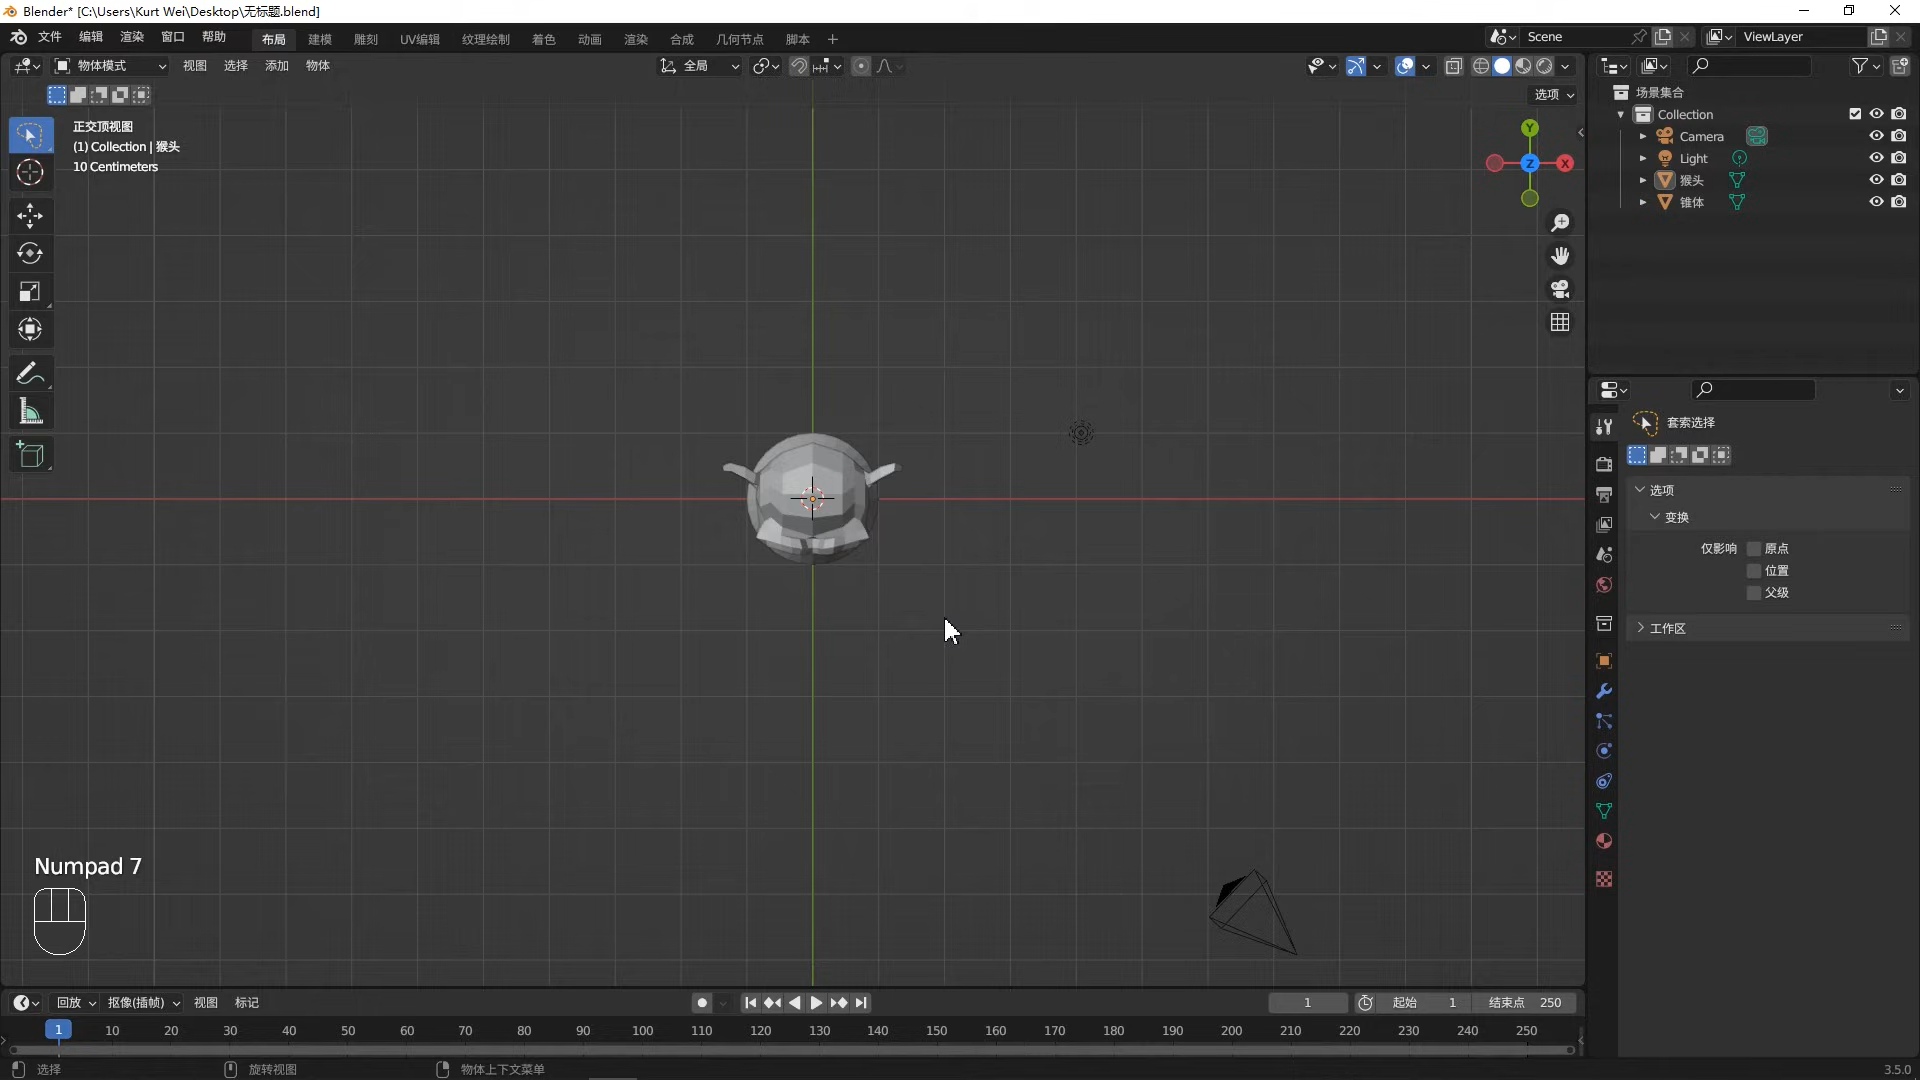 Blender* [C:\Users\Kurt Wei\Desktop\无标题.blend]
文件 编辑 渲染 窗口 帮助 布局 建模 雕刻 UV编辑 纹理绘制 着色 动画 渲染 合成 几何节点 脚本 + Scene ViewLayer
物体模式 视图 选择 添加 物体 全局
选项
正交顶视图
(1) Collection | 猴头
10 Centimeters
Y
Z
X
场景集合
Collection
Camera
Light
猴头
锥体
套索选择
选项
变换
仅影响 原点
位置
父级
工作区
Numpad 7
回放 抠像(插帧) 视图 标记 1 起始 1 结束点 250
1 10 20 30 40 50 60 70 80 90 100 110 120 130 140 150 160 170 180 190 200 210 220 230 240 250
选择 旋转视图 物体上下文菜单 3.5.0